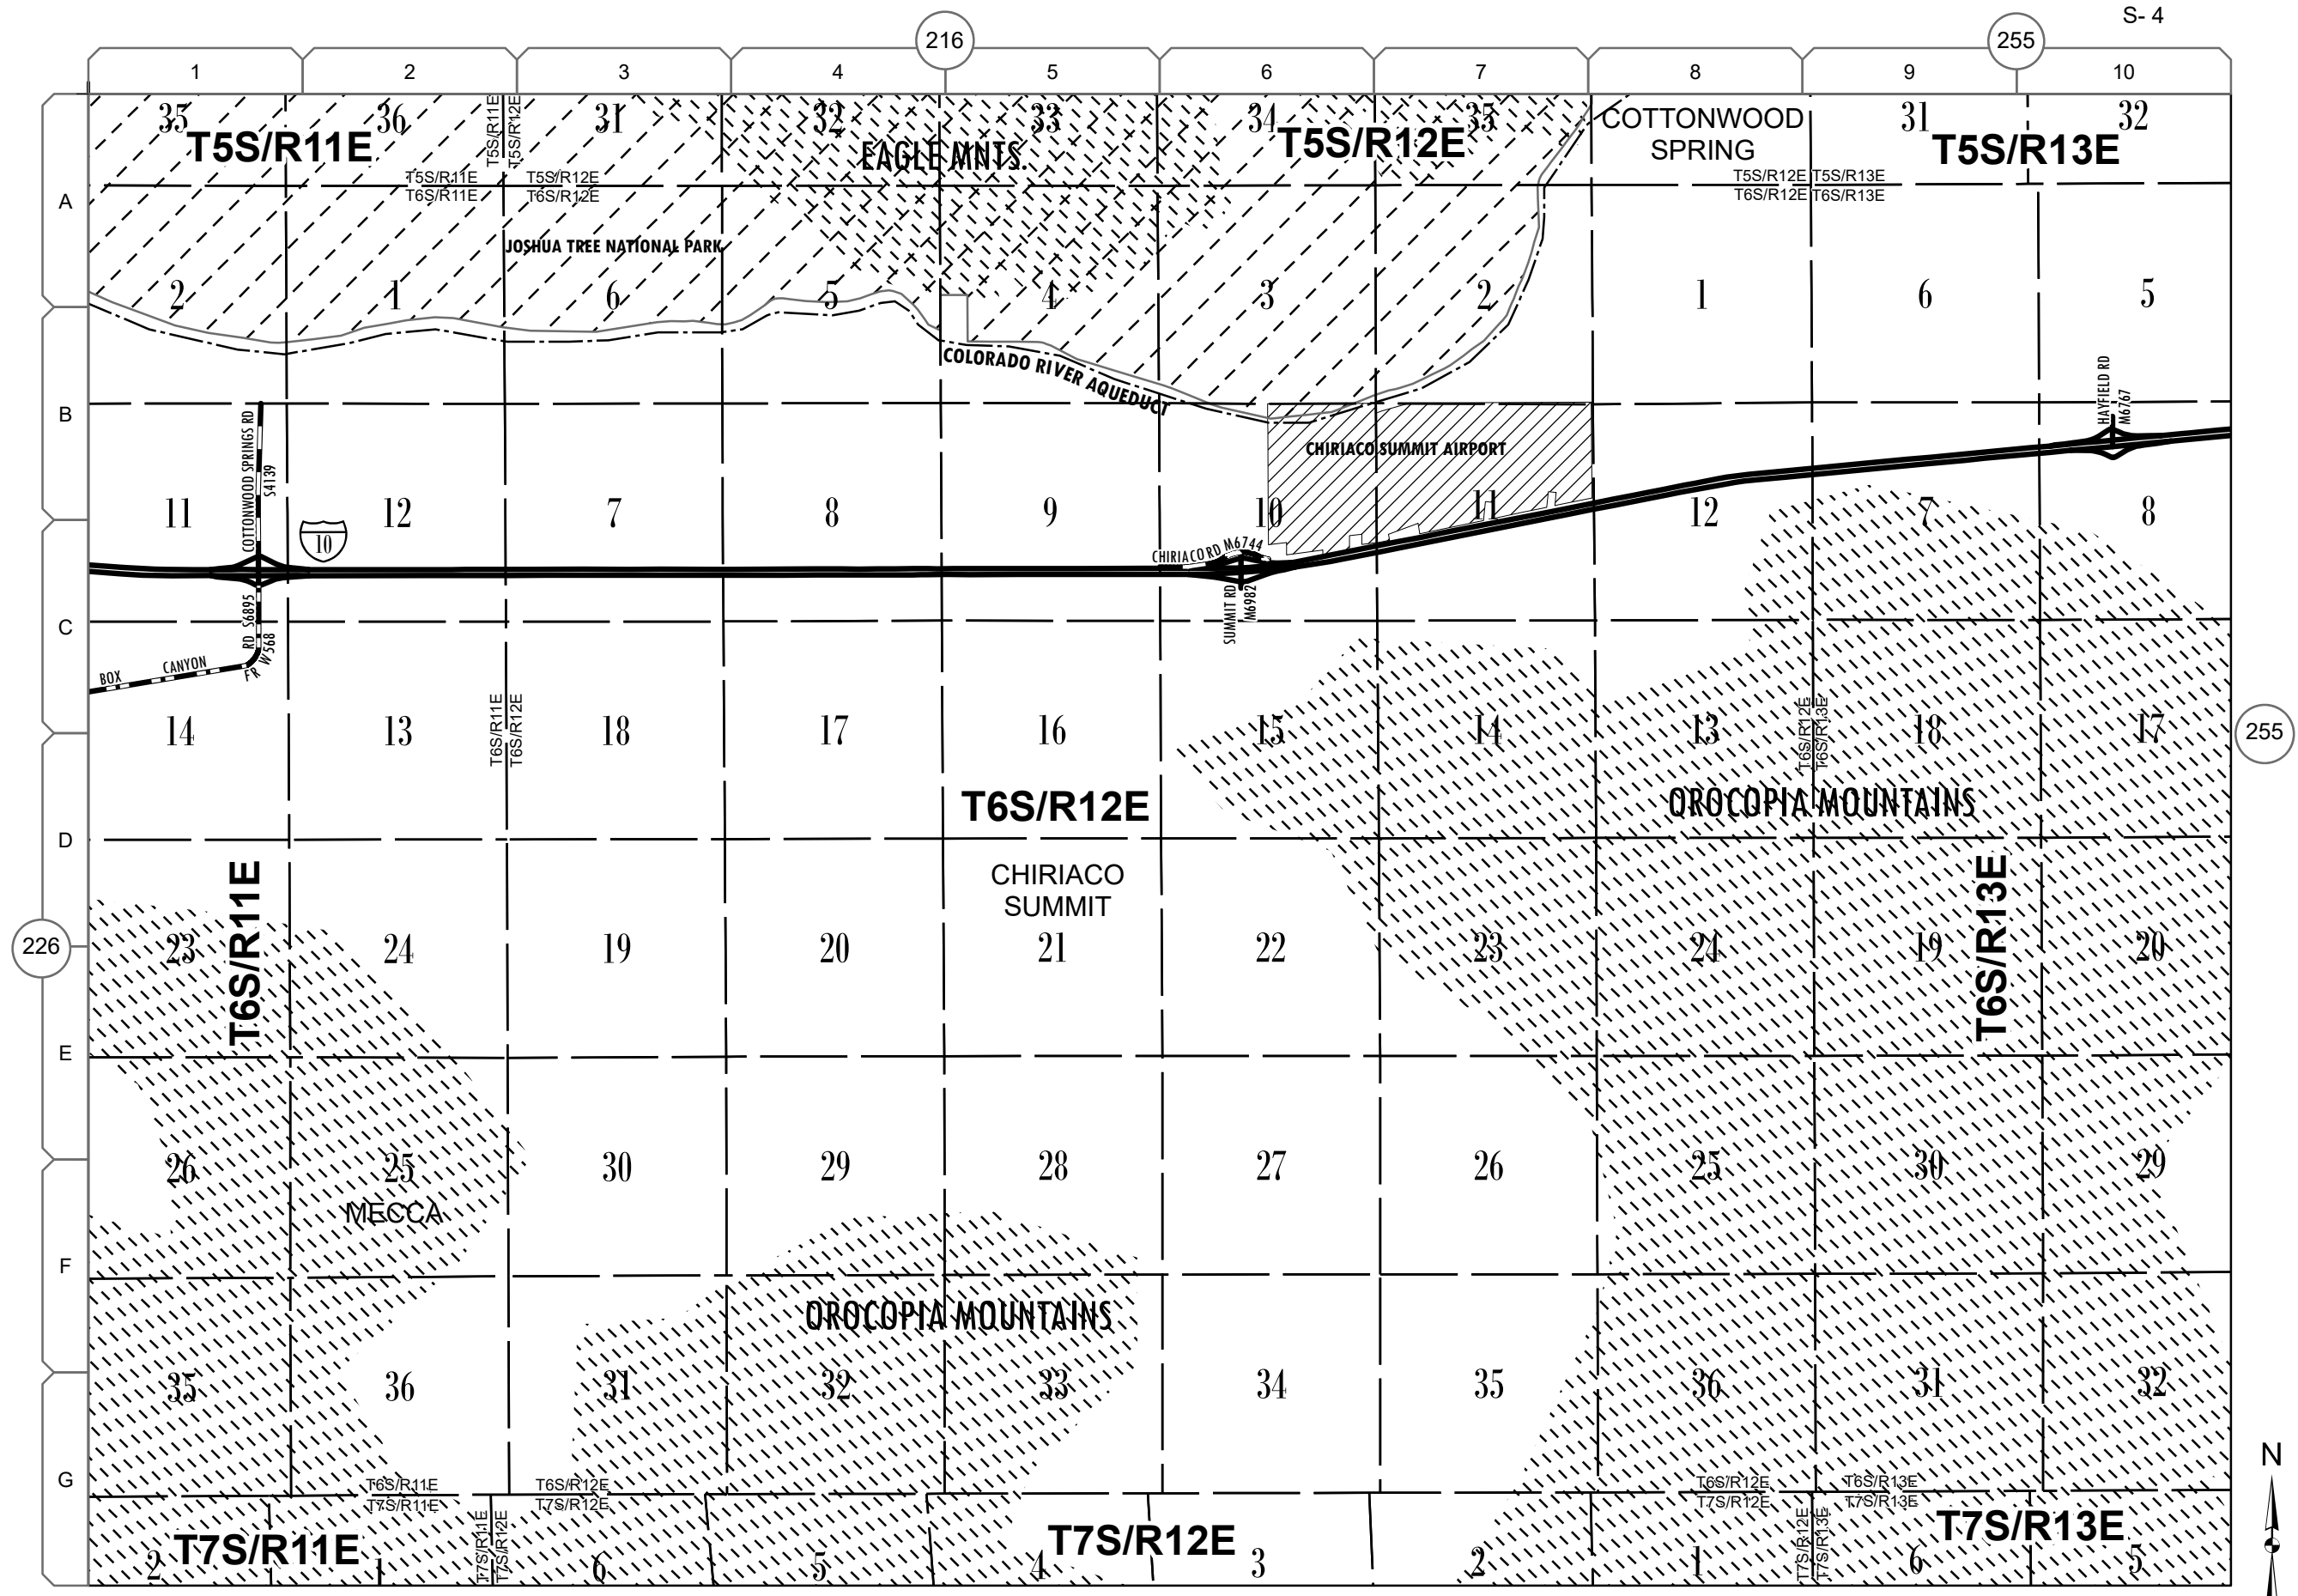 S- 4
216
255
1 2 3 4 5 6 7 8 9 10
35 36 31 32 33 34 35 31 32
T5S/R11E
T5S/R11E
T5S/R12E
EAGLE MNTS.
T5S/R12E
COTTONWOOD
SPRING
T5S/R13E
A
T5S/R11E T5S/R12E
T6S/R11E T6S/R12E
T5S/R12E T5S/R13E
T6S/R12E T6S/R13E
JOSHUA TREE NATIONAL PARK
2 1 6 5 4 3 2 1 6 5
COLORADO RIVER AQUEDUCT
B
COTTONWOOD SPRINGS RD
S4139
HAYFIELD RD
M6767
CHIRIACO SUMMIT AIRPORT
11 12 7 8 9 10 11 12 7 8
10
CHIRIACO RD M6744
SUMMIT RD
M6982
C
BOX CANYON RD S6895
FR W 568
T6S/R11E
T6S/R12E
T6S/R12E
T6S/R13E
14 13 18 17 16 15 14 13 18 17
255
T6S/R12E
OROCOPIA MOUNTAINS
D
CHIRIACO
SUMMIT
T6S/R11E
T6S/R13E
226
23 24 19 20 21 22 23 24 19 20
E
26 25 30 29 28 27 26 25 30 29
MECCA
F
OROCOPIA MOUNTAINS
35 36 31 32 33 34 35 36 31 32
G
N
T6S/R11E T6S/R12E
T7S/R11E T7S/R12E
T6S/R12E T6S/R13E
T7S/R12E T7S/R13E
T7S/R11E
T7S/R11E
T7S/R12E
T7S/R12E
T7S/R12E
T7S/R13E
T7S/R13E
2 1 6 5 4 3 2 1 6 5